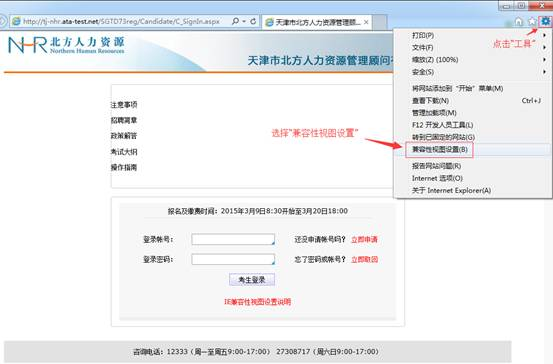 http://tj-nhr.ata-test.net/SGTD73reg/Candidate/C_SignIn.aspx
天津市北方人力资源管理顾...
点击“工具”
NHR 北方人力资源
Northern Human Resources
天津市北方人力资源管理顾问
打印(P)
文件(F)
缩放(Z) (100%)
安全(S)
将网站添加到“开始”菜单(M)
查看下载(N) Ctrl+J
管理加载项(M)
F12 开发人员工具(L)
转到已固定的网站(G)
兼容性视图设置(B)
报告网站问题(R)
Internet 选项(O)
关于 Internet Explorer(A)
选择“兼容性视图设置”
注意事项
招聘简章
政策解答
考试大纲
操作指南
报名及缴费时间：2015年3月9日8:30开始至3月20日18:00
登录帐号： 还没申请帐号吗？ 立即申请
登录密码： 忘了密码或帐号？ 立即取回
考生登录
IE兼容性视图设置说明
咨询电话：12333（周一至周五9:00-17:00） 27308717（周六日9:00-17:00）